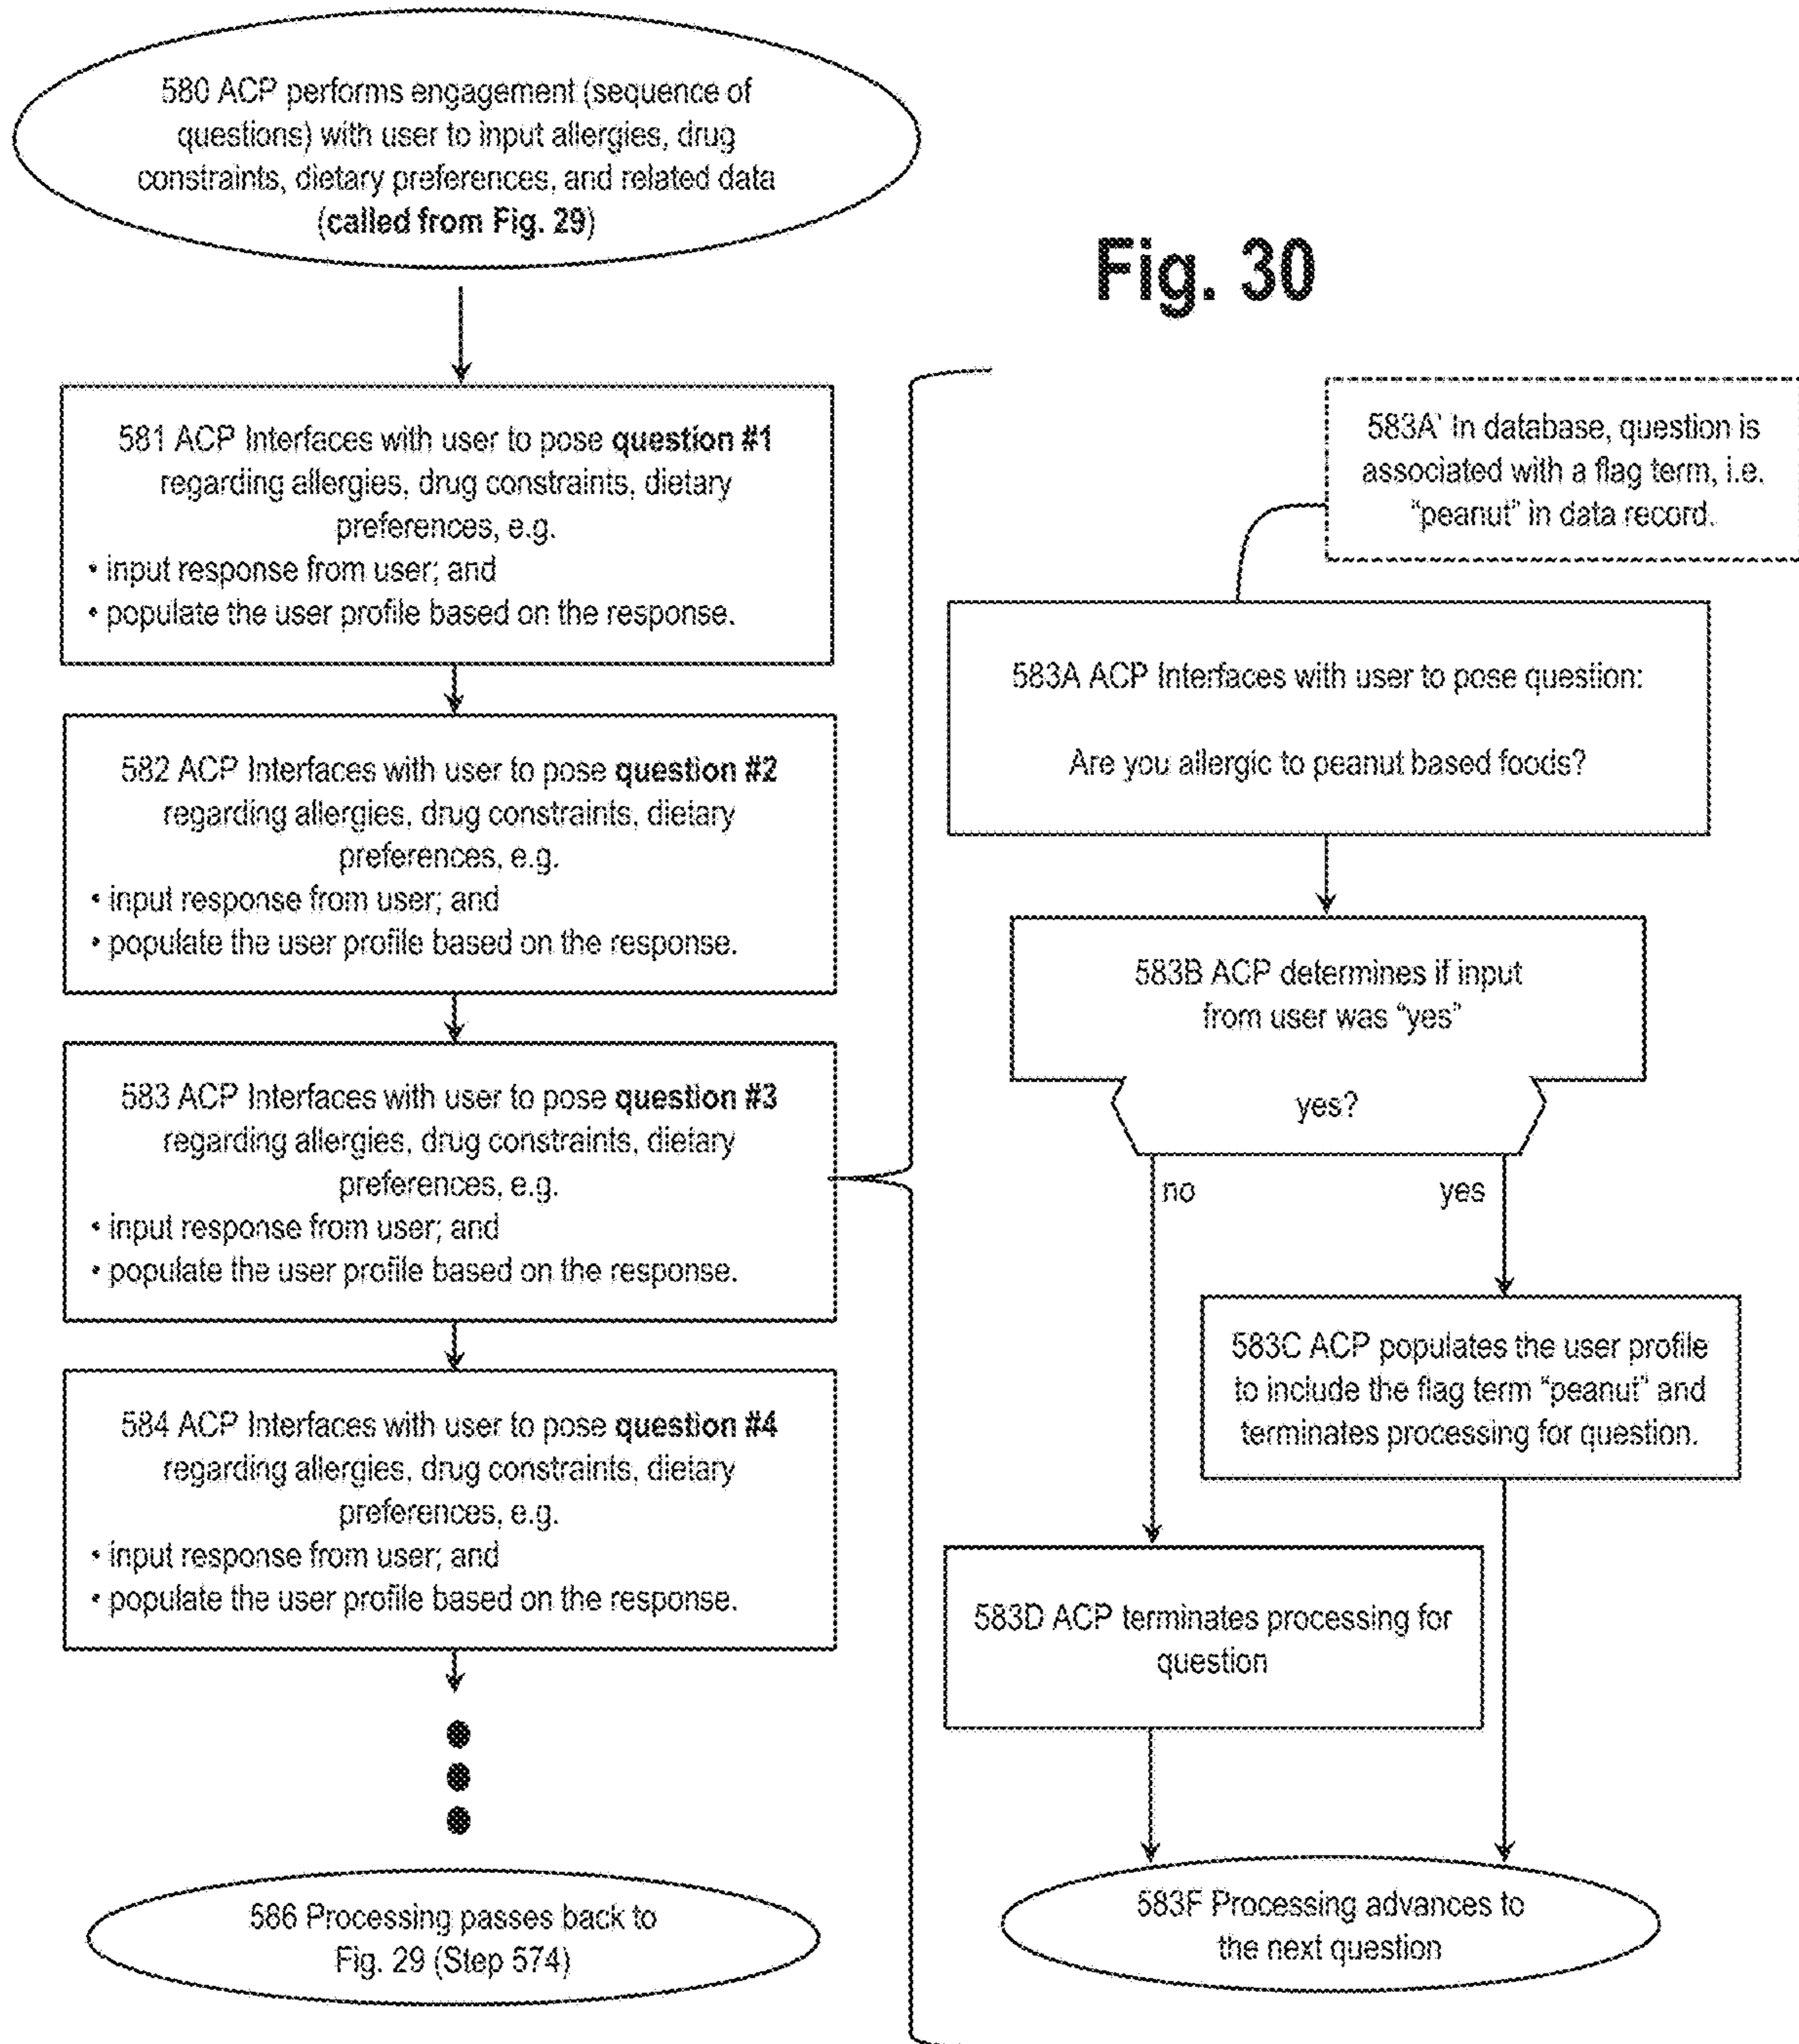 580 ACP performs engagement (sequence of
questions) with user to input allergies, drug
constraints, dietary preferences, and related data
(called from Fig. 29)
Fig. 30
581 ACP Interfaces with user to pose question #1
regarding allergies, drug constraints, dietary
preferences, e.g.
• input response from user; and
• populate the user profile based on the response.
582 ACP Interfaces with user to pose question #2
regarding allergies, drug constraints, dietary
preferences, e.g.
• input response from user; and
• populate the user profile based on the response.
583 ACP Interfaces with user to pose question #3
regarding allergies, drug constraints, dietary
preferences, e.g.
• input response from user; and
• populate the user profile based on the response.
584 ACP Interfaces with user to pose question #4
regarding allergies, drug constraints, dietary
preferences, e.g.
• input response from user; and
• populate the user profile based on the response.
586 Processing passes back to
Fig. 29 (Step 574)
583A' In database, question is
associated with a flag term, i.e.
“peanut” in data record.
583A ACP Interfaces with user to pose question:
Are you allergic to peanut based foods?
583B ACP determines if input
from user was “yes”
yes?
no
yes
583C ACP populates the user profile
to include the flag term “peanut” and
terminates processing for question.
583D ACP terminates processing for
question
583F Processing advances to
the next question